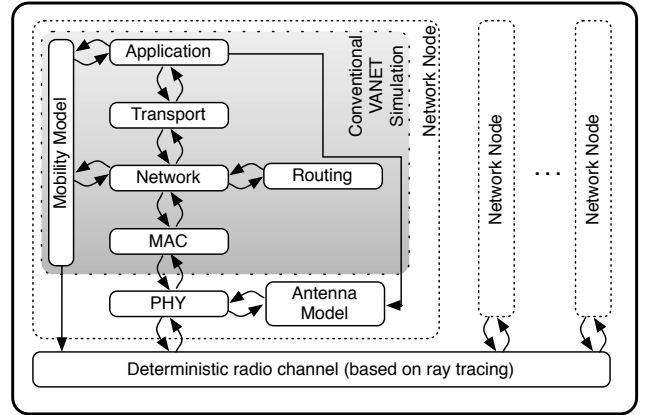 Application
Transport
Network
Routing
MAC
PHY
Antenna
Model
Mobility Model
Conventional
VANET
Simulation
Network Node
Network Node
...
Network Node
Deterministic radio channel (based on ray tracing)